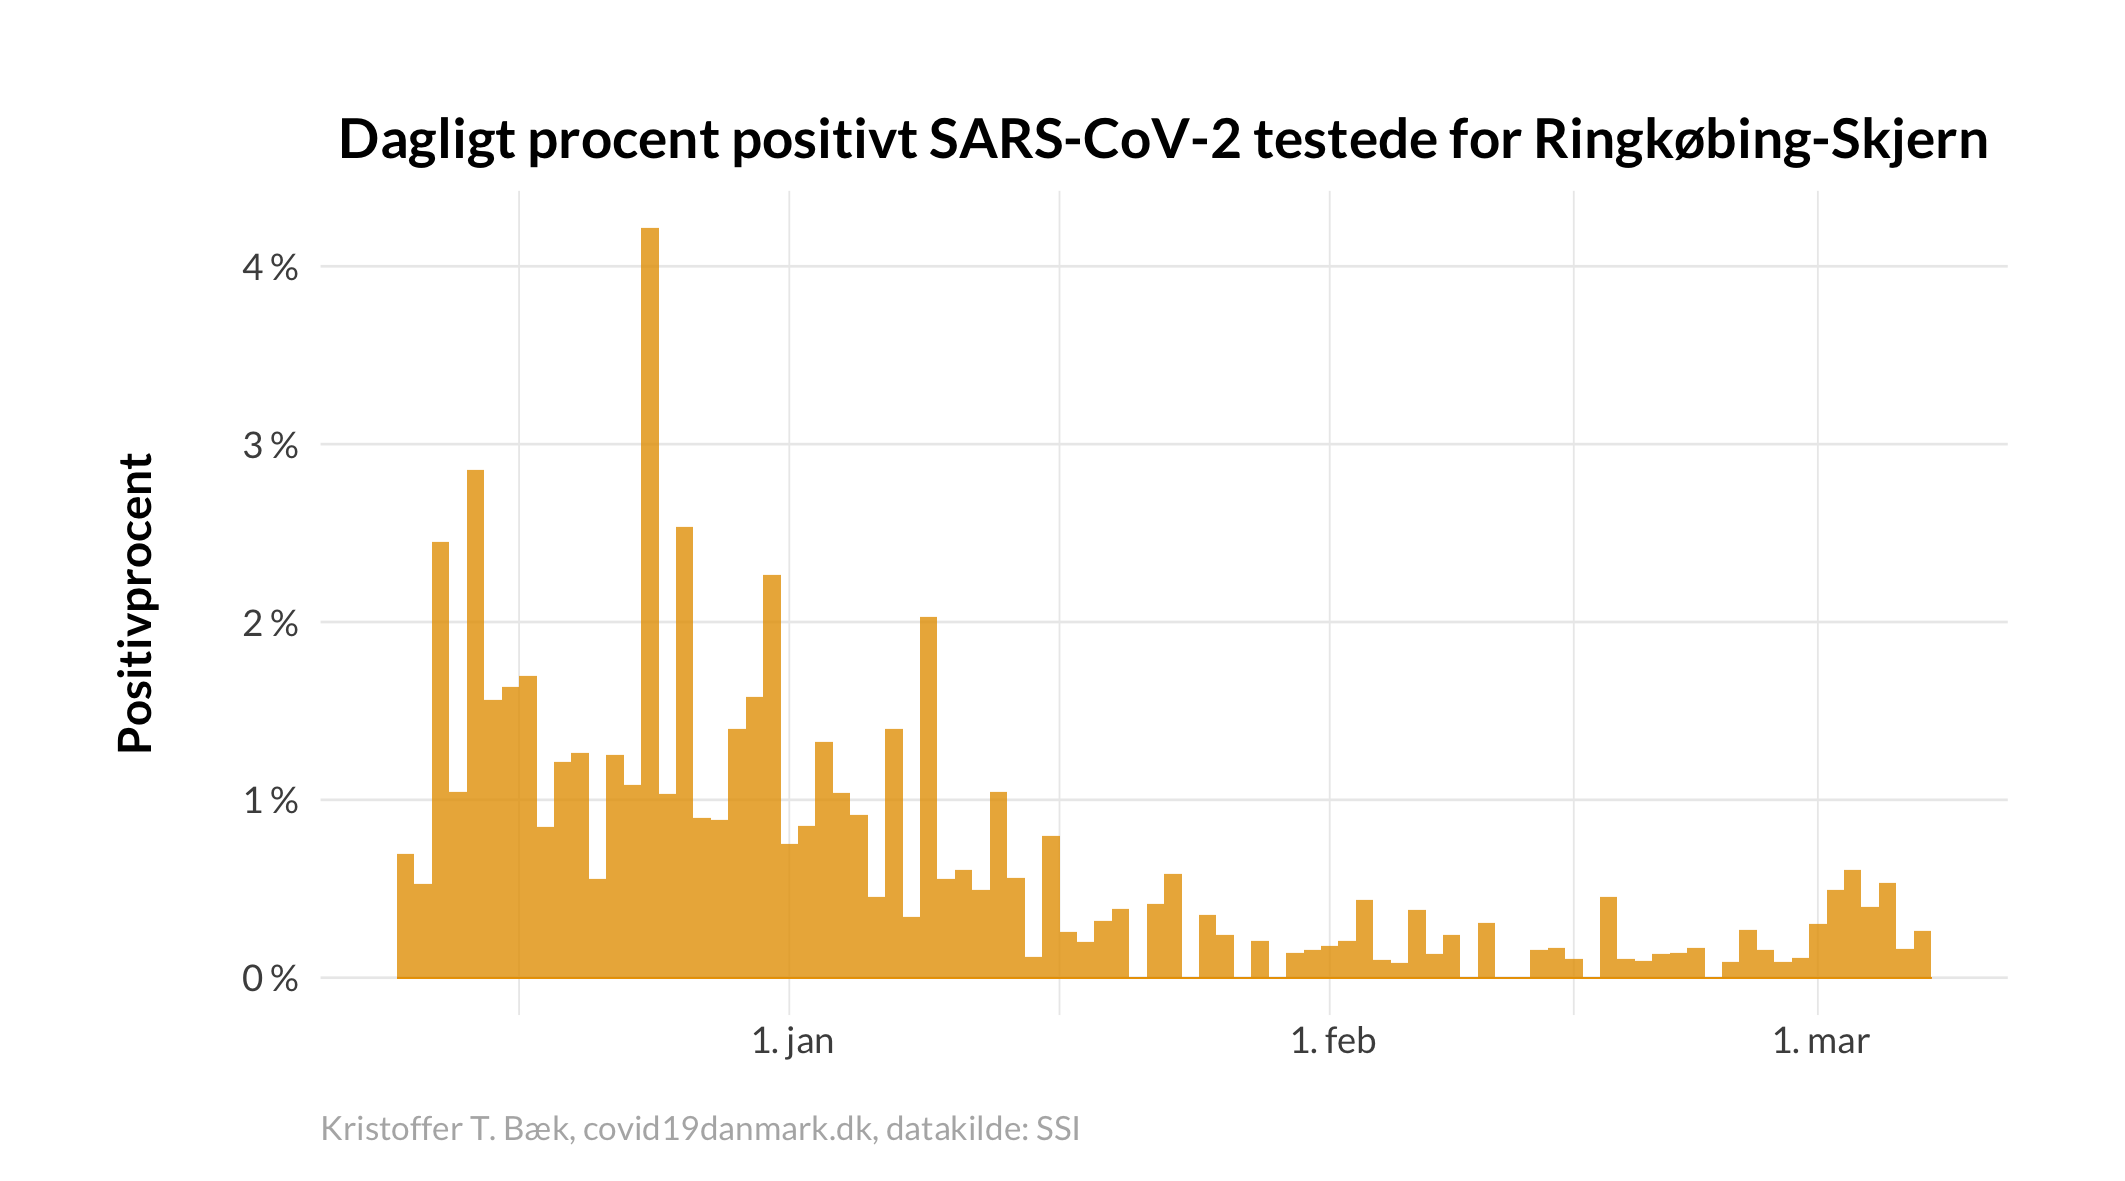 Dagligt procent positivt SARS-CoV-2 testede for Ringkøbing-Skjern
Positivprocent
4 %
3 %
2 %
1 %
0 %
1. jan
1. feb
1. mar
Kristoffer T. Bæk, covid19danmark.dk, datakilde: SSI